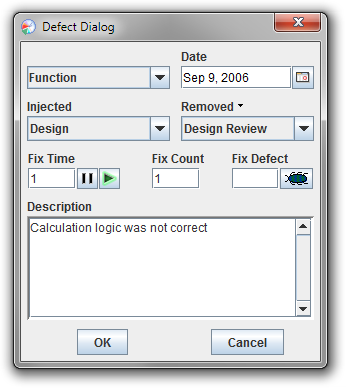 Defect Dialog
Date
Function
Sep 9, 2006
Injected
Removed
Design
Design Review
Fix Time
Fix Count
Fix Defect
1
1
Description
Calculation logic was not correct
OK
Cancel